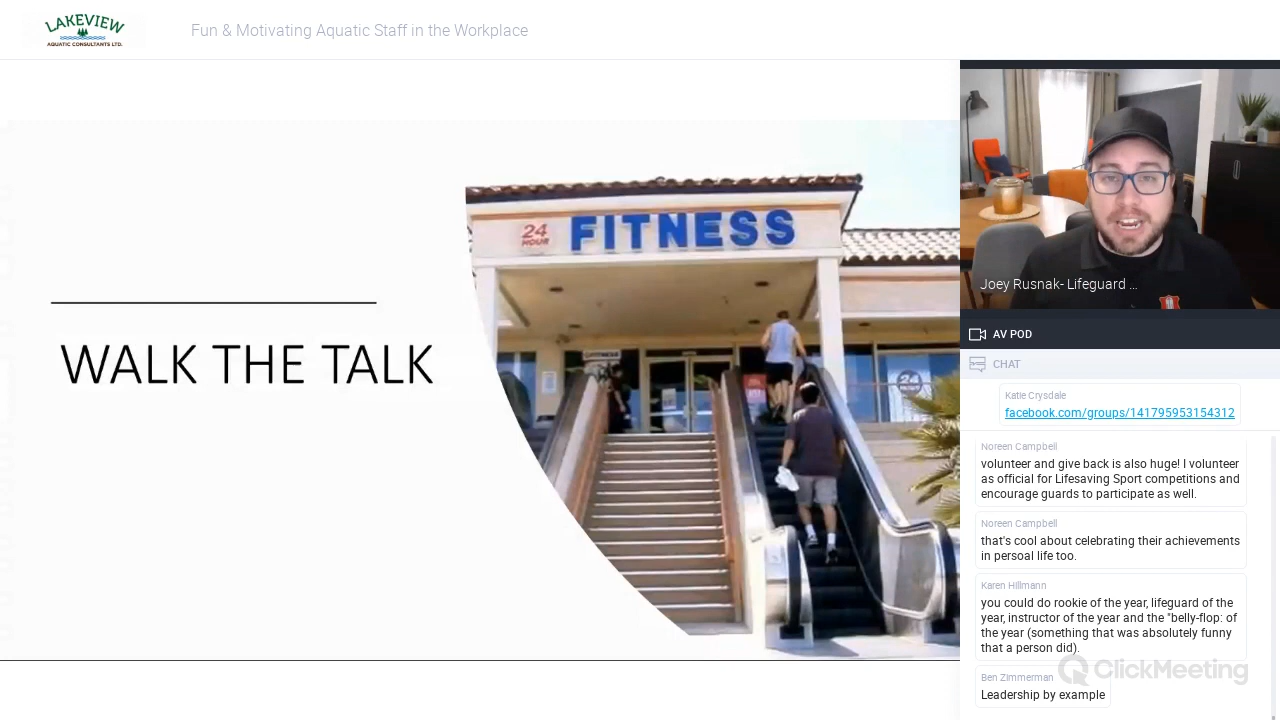 LAKEVIEW
AQUATIC CONSULTANTS LTD.
Fun & Motivating Aquatic Staff in the Workplace
24
HOUR
FITNESS
24
WALK THE TALK
Joey Rusnak- Lifeguard ...
AV POD
CHAT
Katie Crysdale
facebook.com/groups/141795953154312
Noreen Campbell
volunteer and give back is also huge! I volunteer
as official for Lifesaving Sport competitions and
encourage guards to participate as well.
Noreen Campbell
that's cool about celebrating their achievements
in persoal life too.
Karen Hillmann
you could do rookie of the year, lifeguard of the
year, instructor of the year and the "belly-flop: of
the year (something that was absolutely funny
that a person did).
Ben Zimmerman
Leadership by example
ClickMeeting